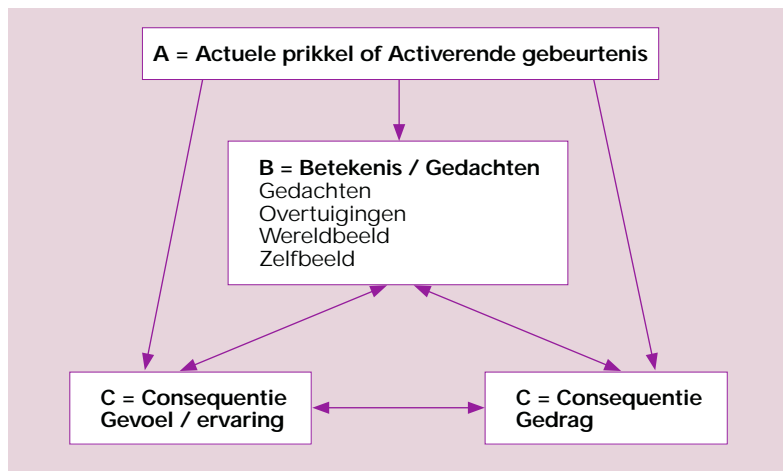 A = Actuele prikkel of Activerende gebeurtenis
B = Betekenis / Gedachten
Gedachten
Overtuigingen
Wereldbeeld
Zelfbeeld
C = Consequentie
Gevoel / ervaring
C = Consequentie
Gedrag